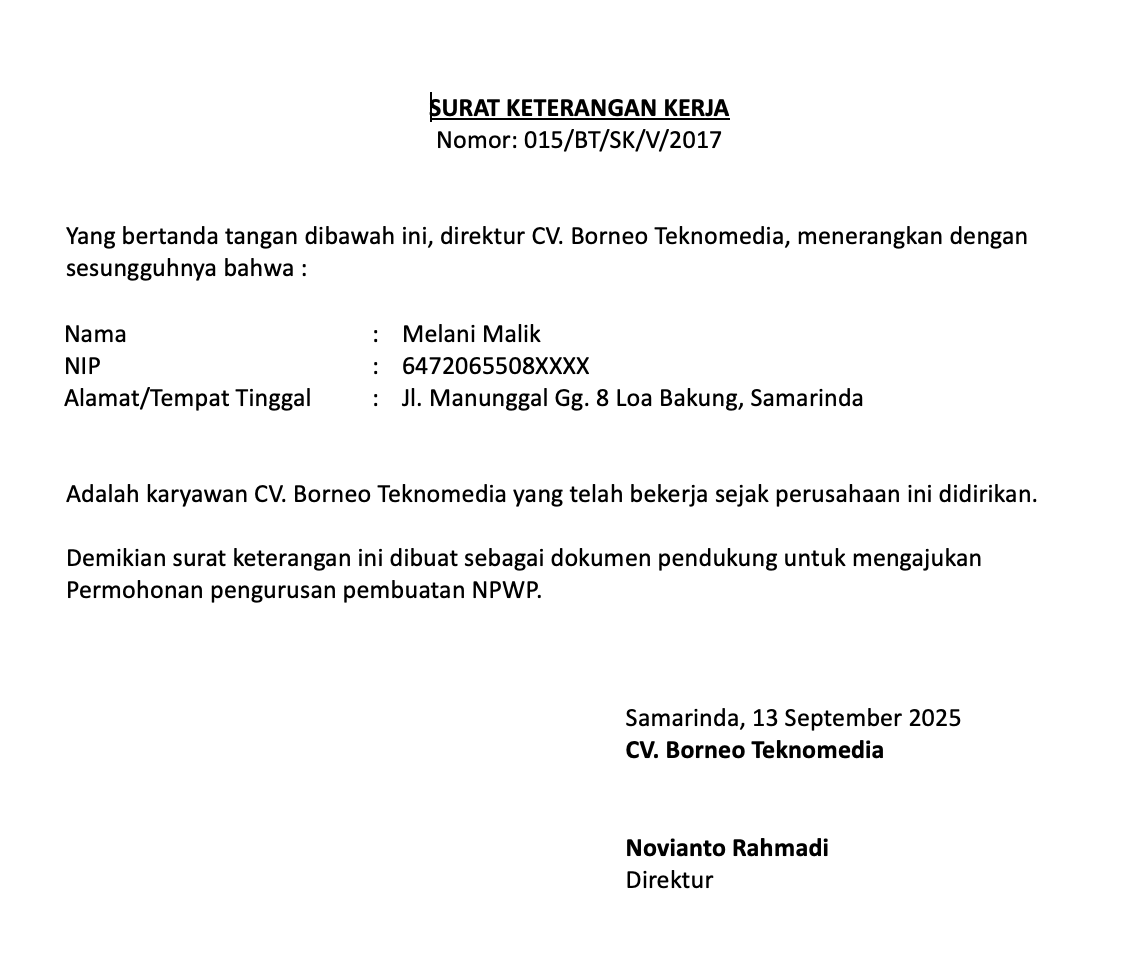 SURAT KETERANGAN KERJA
Nomor: 015/BT/SK/V/2017
Yang bertanda tangan dibawah ini, direktur CV. Borneo Teknomedia, menerangkan dengan
sesungguhnya bahwa :
Nama : Melani Malik
NIP : 6472065508XXXX
Alamat/Tempat Tinggal : Jl. Manunggal Gg. 8 Loa Bakung, Samarinda
Adalah karyawan CV. Borneo Teknomedia yang telah bekerja sejak perusahaan ini didirikan.
Demikian surat keterangan ini dibuat sebagai dokumen pendukung untuk mengajukan
Permohonan pengurusan pembuatan NPWP.
Samarinda, 13 September 2025
CV. Borneo Teknomedia
Novianto Rahmadi
Direktur